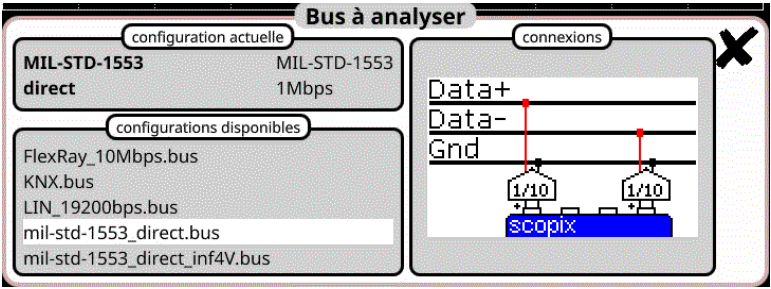 Bus à analyser
configuration actuelle
MIL-STD-1553 MIL-STD-1553
direct 1Mbps
configurations disponibles
FlexRay_10Mbps.bus
KNX.bus
LIN_19200bps.bus
mil-std-1553_direct.bus
mil-std-1553_direct_inf4V.bus
connexions
Data+
Data-
Gnd
1/10 1/10
+ +
scopix